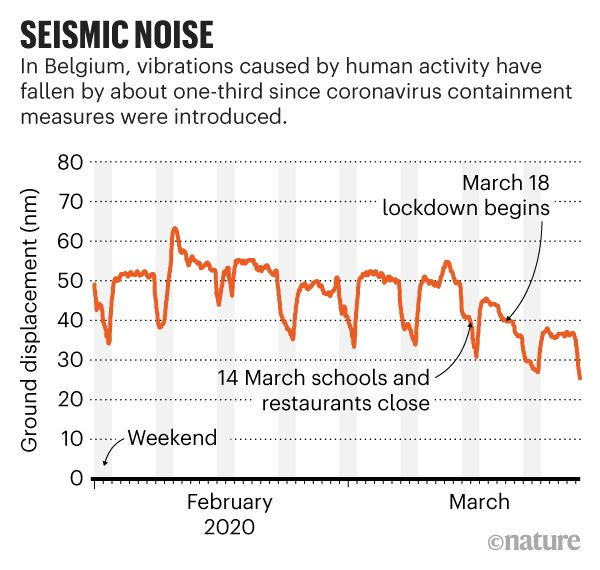 SEISMIC NOISE
In Belgium, vibrations caused by human activity have
fallen by about one-third since coronavirus containment
measures were introduced.
80
70
60
50
40
30
20
10
0
Ground displacement (nm)
March 18
lockdown begins
14 March schools and
restaurants close
Weekend
February
2020
March
©nature